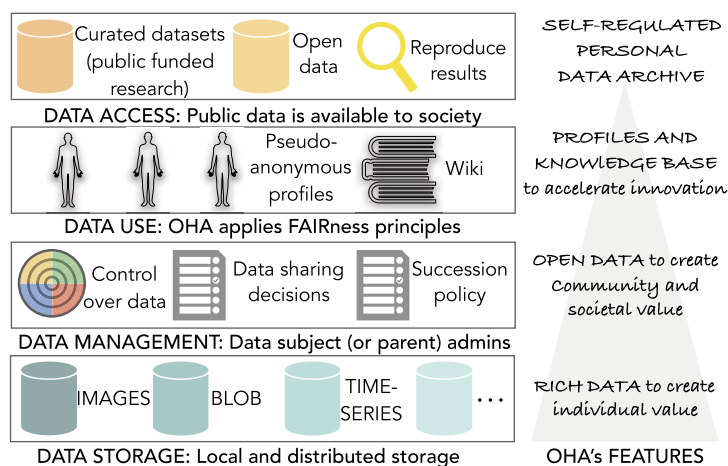 Curated datasets
(public funded
research)
Open
data
Reproduce
results
DATA ACCESS: Public data is available to society
Pseudo-
anonymous
profiles
Wiki
DATA USE: OHA applies FAIRness principles
Control
over data
Data sharing
decisions
Succession
policy
DATA MANAGEMENT: Data subject (or parent) admins
IMAGES
BLOB
TIME-
SERIES
...
DATA STORAGE: Local and distributed storage
SELF-REGULATED
PERSONAL
DATA ARCHIVE
PROFILES AND
KNOWLEDGE BASE
to accelerate innovation
OPEN DATA to create
Community and
societal value
RICH DATA to create
individual value
OHA's FEATURES